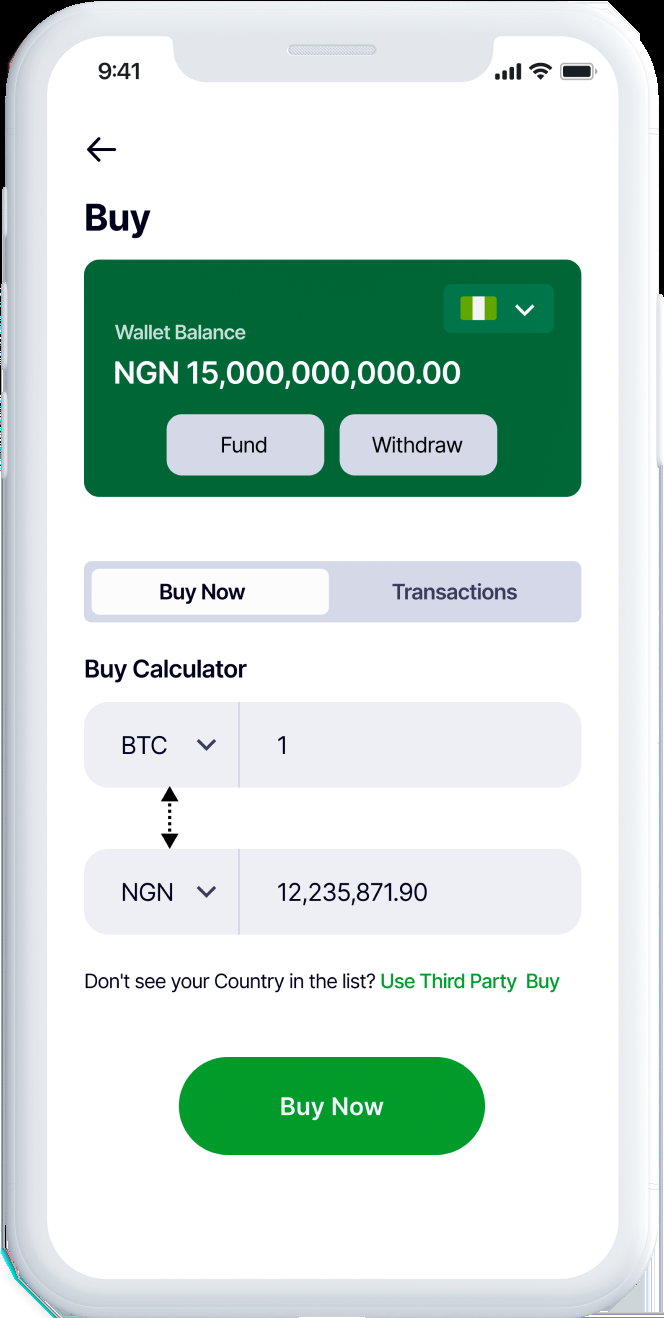 9:41
Buy
Wallet Balance
NGN 15,000,000,000.00
Fund Withdraw
Buy Now Transactions
Buy Calculator
BTC 1
NGN 12,235,871.90
Don't see your Country in the list? Use Third Party Buy
Buy Now